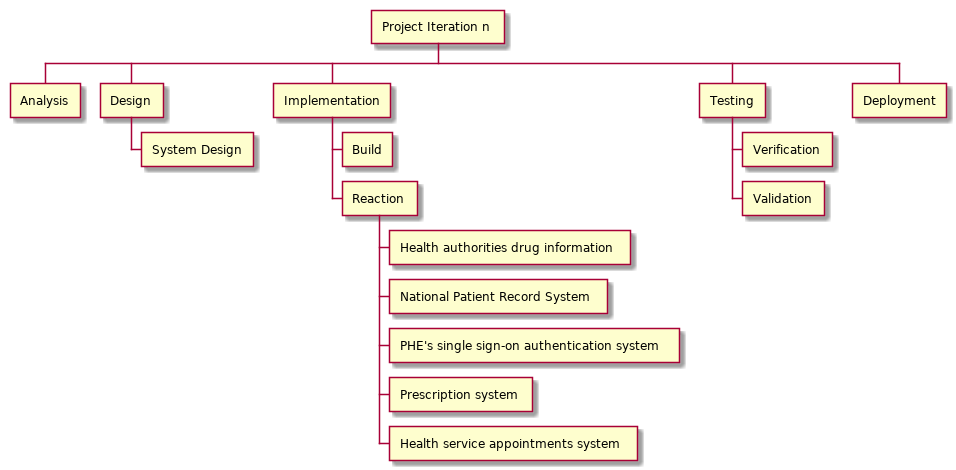 Project Iteration n
Analysis
Design
Implementation
Testing
Deployment
System Design
Build
Verification
Reaction
Validation
Health authorities drug information
National Patient Record System
PHE's single sign-on authentication system
Prescription system
Health service appointments system